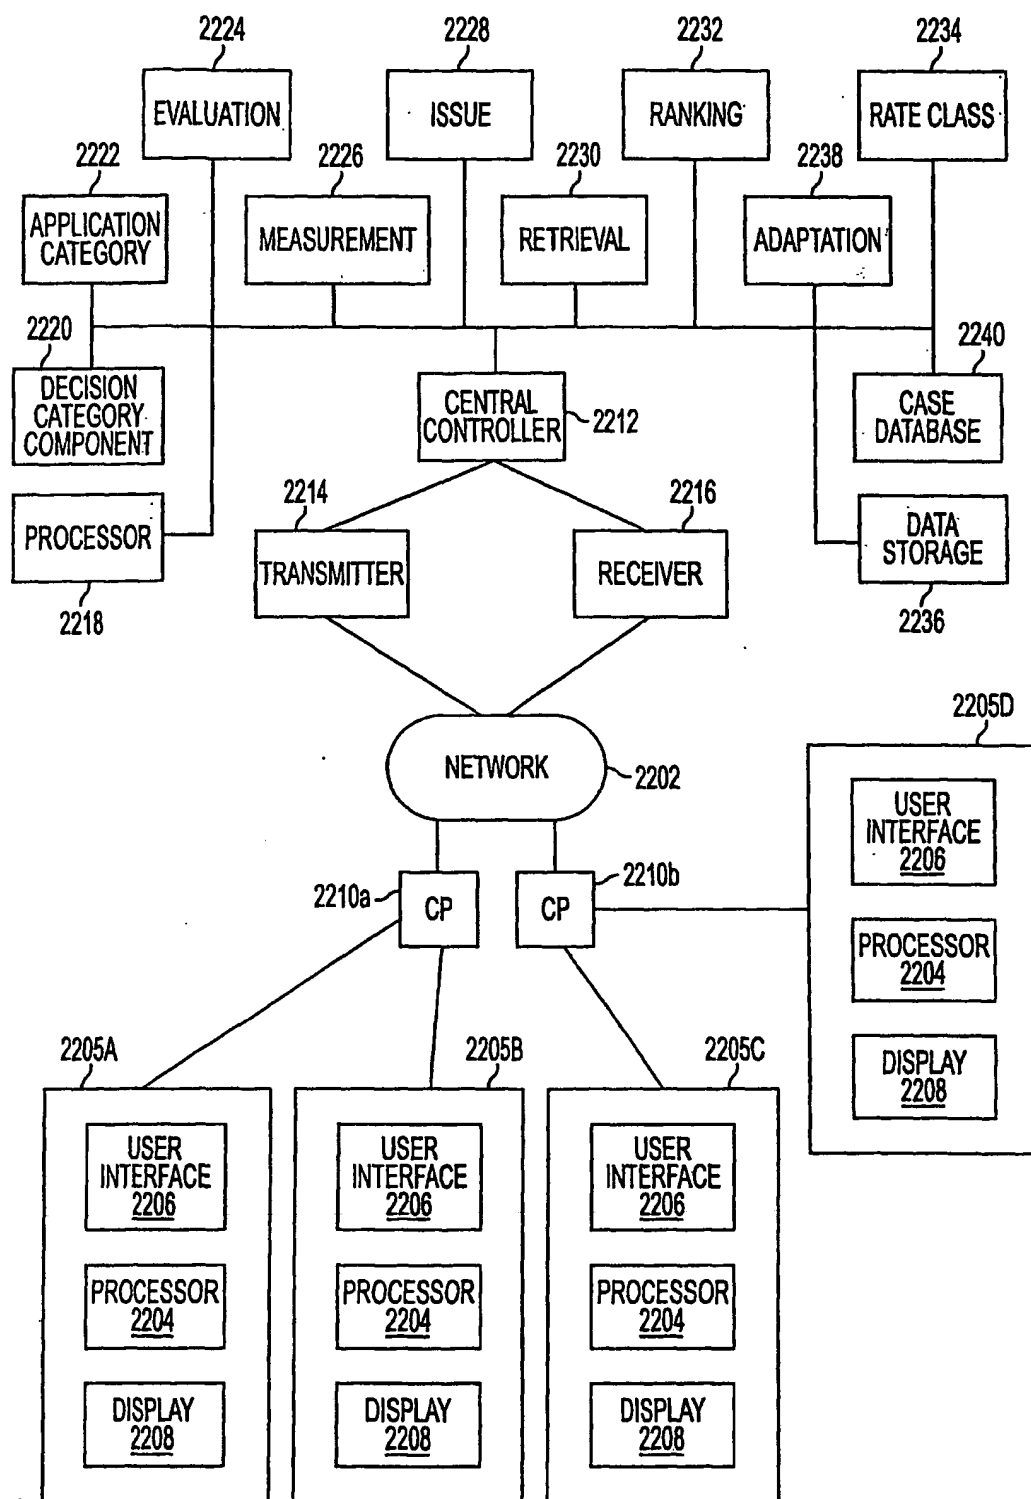 2224
2228
2232
2234
EVALUATION
ISSUE
RANKING
RATE CLASS
2222
2226
2230
2238
APPLICATION
CATEGORY
MEASUREMENT
RETRIEVAL
ADAPTATION
2220
2240
DECISION
CATEGORY
COMPONENT
CENTRAL
CONTROLLER
2212
CASE
DATABASE
2214
2216
PROCESSOR
TRANSMITTER
RECEIVER
DATA
STORAGE
2218
2236
2205D
NETWORK
2202
USER
INTERFACE
2206
2210a
CP
CP
2210b
PROCESSOR
2204
DISPLAY
2208
2205A
2205B
2205C
USER
INTERFACE
2206
PROCESSOR
2204
DISPLAY
2208
USER
INTERFACE
2206
PROCESSOR
2204
DISPLAY
2208
USER
INTERFACE
2206
PROCESSOR
2204
DISPLAY
2208